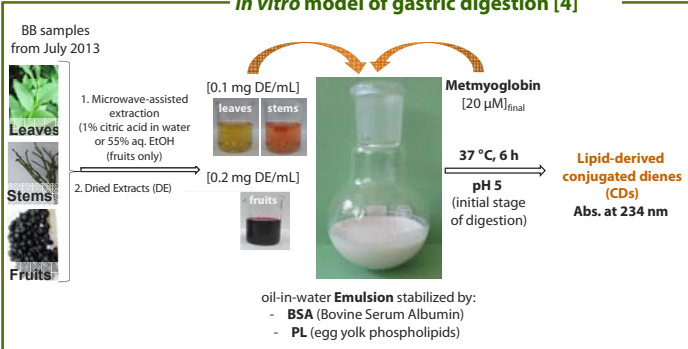 in vitro model of gastric digestion [4]
BB samples
from July 2013
Leaves
Stems
Fruits
1. Microwave-assisted
extraction
(1% citric acid in water
or 55% aq. EtOH
(fruits only)
2. Dried Extracts (DE)
[0.1 mg DE/mL]
leaves
stems
[0.2 mg DE/mL]
fruits
Metmyoglobin
[20 µM]final
37 °C, 6 h
pH 5
(initial stage
of digestion)
Lipid-derived
conjugated dienes
(CDs)
Abs. at 234 nm
oil-in-water Emulsion stabilized by:
- BSA (Bovine Serum Albumin)
- PL (egg yolk phospholipids)